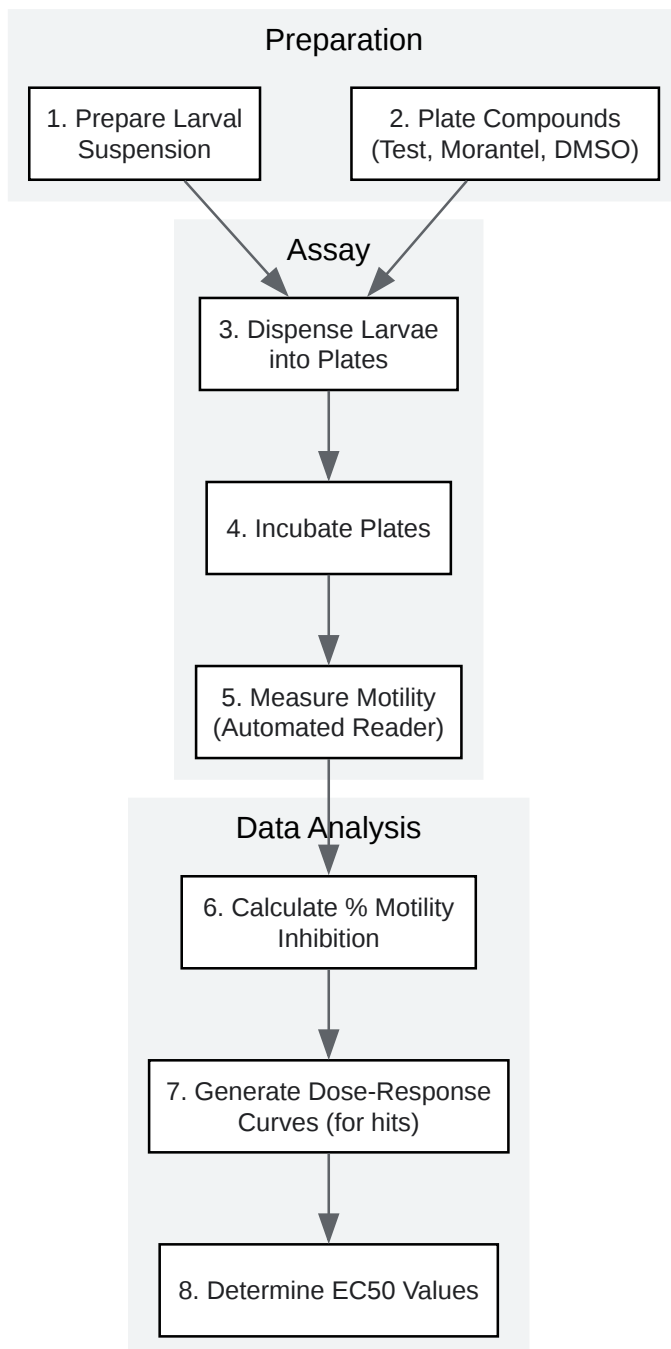 Preparation
1. Prepare Larval
Suspension
2. Plate Compounds
(Test, Morantel, DMSO)
Assay
3. Dispense Larvae
into Plates
4. Incubate Plates
5. Measure Motility
(Automated Reader)
Data Analysis
6. Calculate % Motility
Inhibition
7. Generate Dose-Response
Curves (for hits)
8. Determine EC50 Values